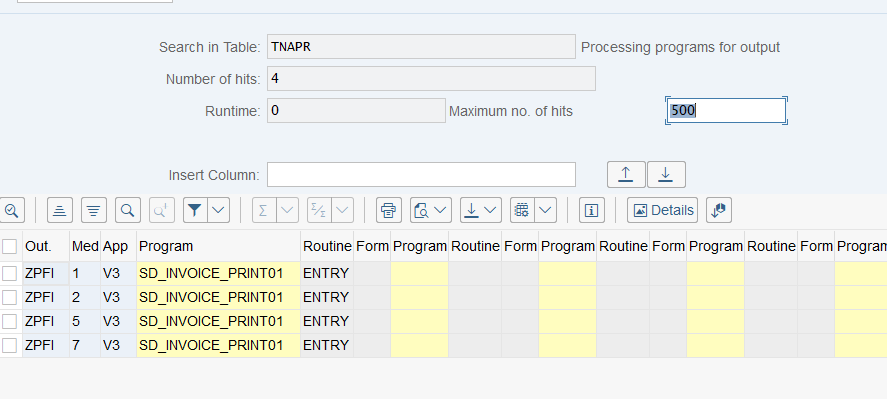 Search in Table: TNAPR Processing programs for output
Number of hits: 4
Runtime: 0 Maximum no. of hits 500
Insert Column:
Details
Out. Med App Program Routine Form Program Routine Form Program Routine Form Program Routine Form Program
ZPFI 1 V3 SD_INVOICE_PRINT01 ENTRY
ZPFI 2 V3 SD_INVOICE_PRINT01 ENTRY
ZPFI 5 V3 SD_INVOICE_PRINT01 ENTRY
ZPFI 7 V3 SD_INVOICE_PRINT01 ENTRY